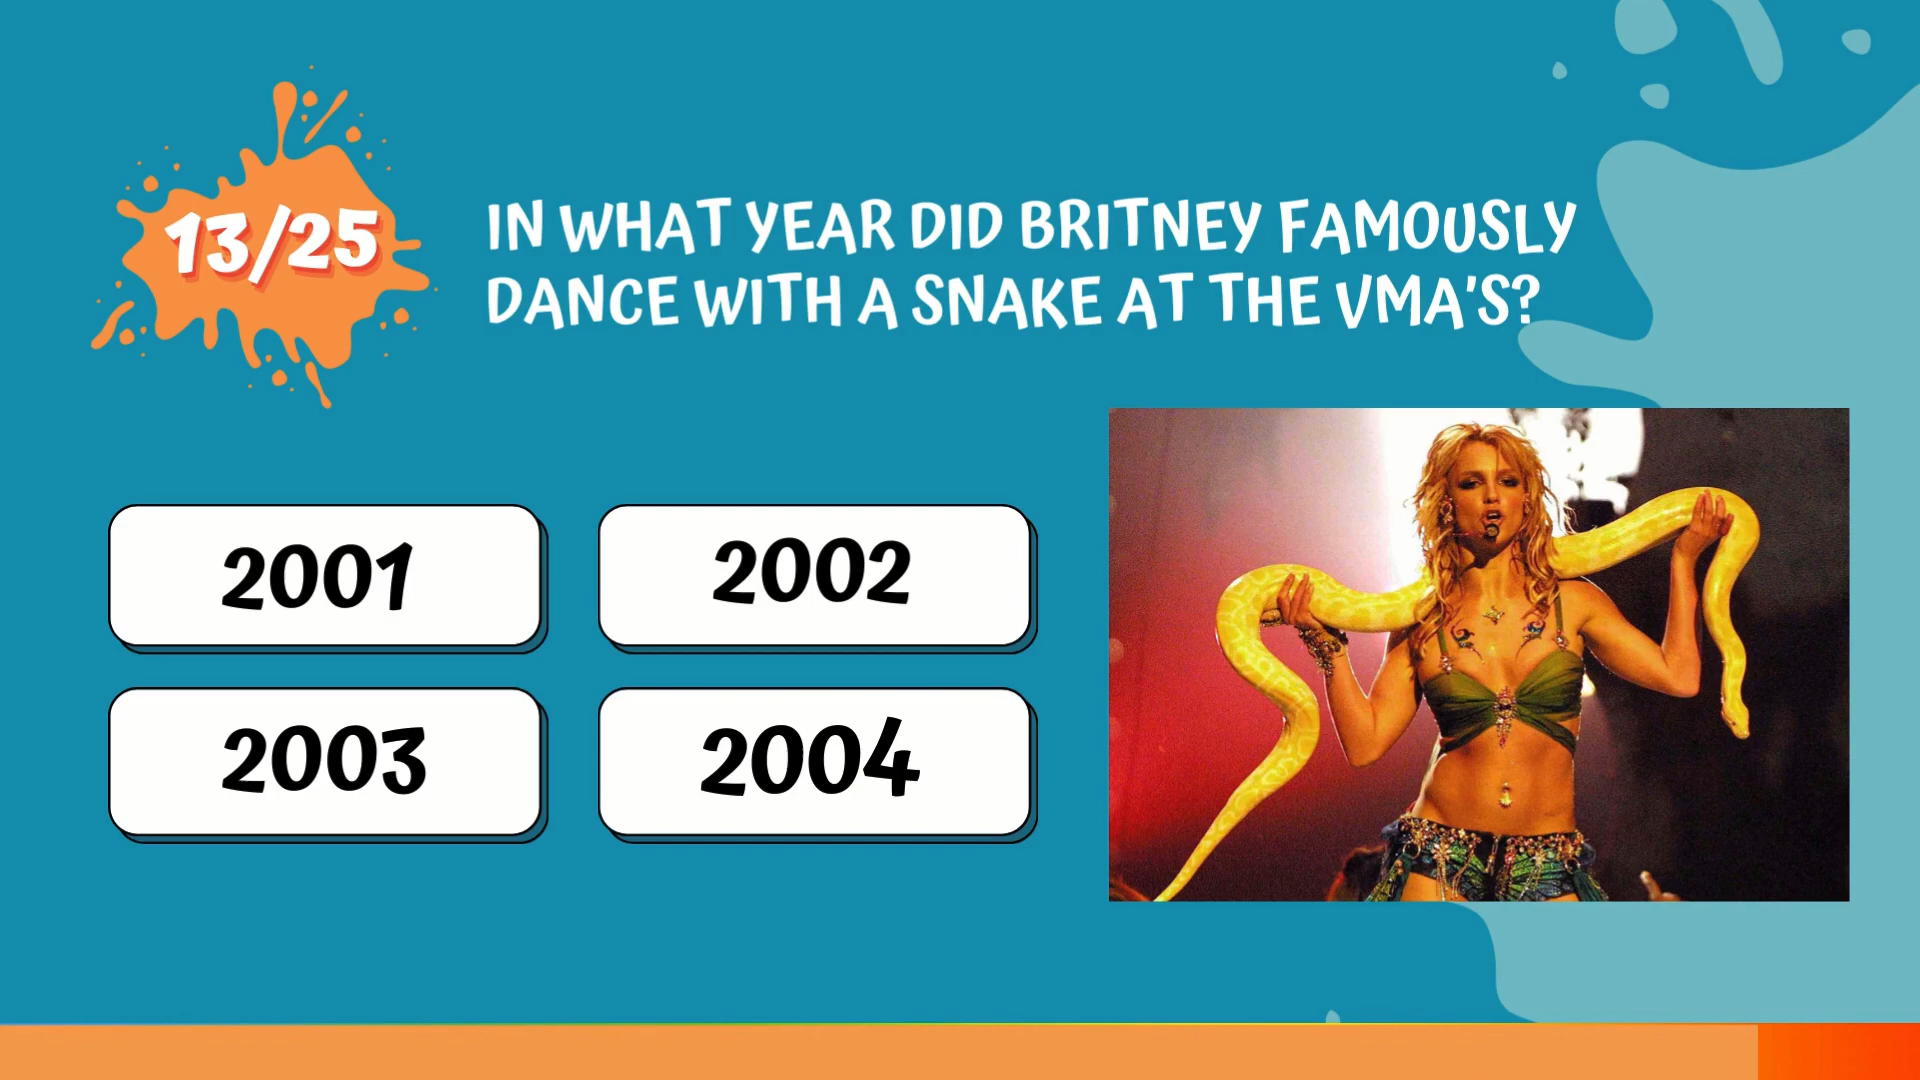 13/25
IN WHAT YEAR DID BRITNEY FAMOUSLY
DANCE WITH A SNAKE AT THE VMA'S?
2001
2002
2003
2004